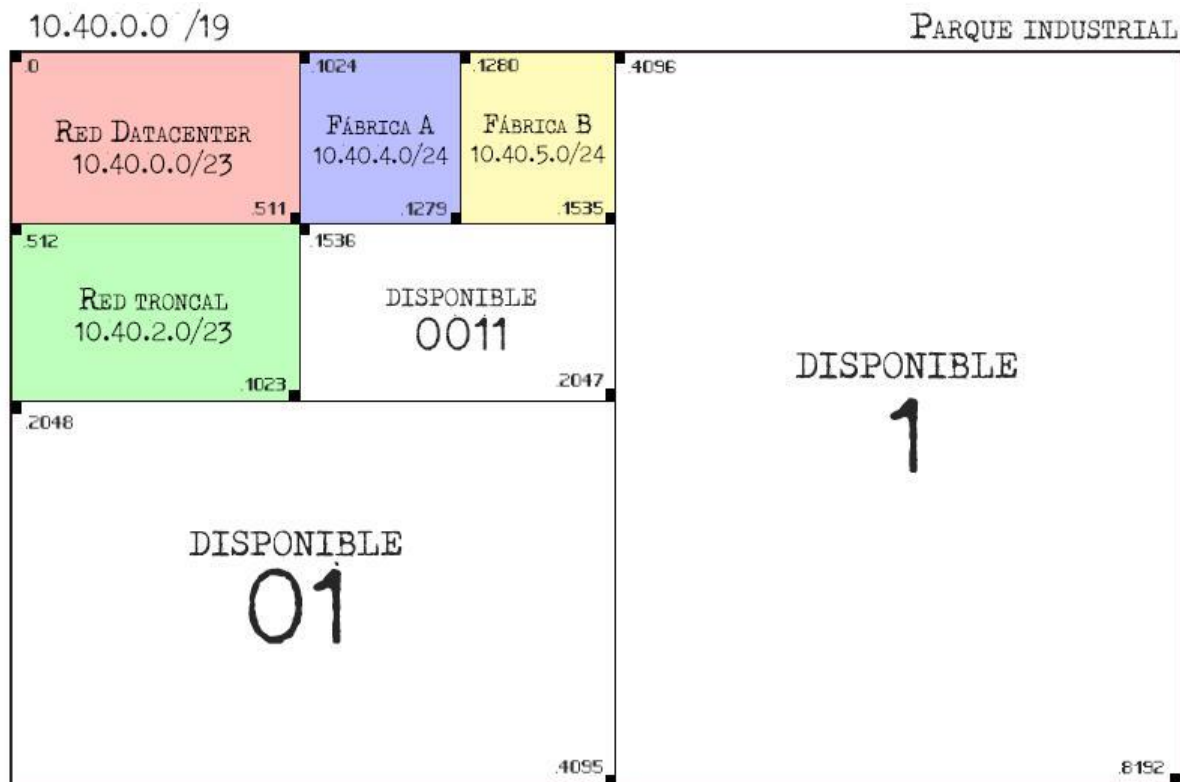 10.40.0.0 /19
PARQUE INDUSTRIAL
.0
RED DATACENTER
10.40.0.0/23
.511
.1024
FÁBRICA A
10.40.4.0/24
.1279
.1280
FÁBRICA B
10.40.5.0/24
.1535
.4096
DISPONIBLE
1
.8192
.512
RED TRONCAL
10.40.2.0/23
.1023
.1536
DISPONIBLE
0011
.2047
.2048
DISPONIBLE
01
.4095